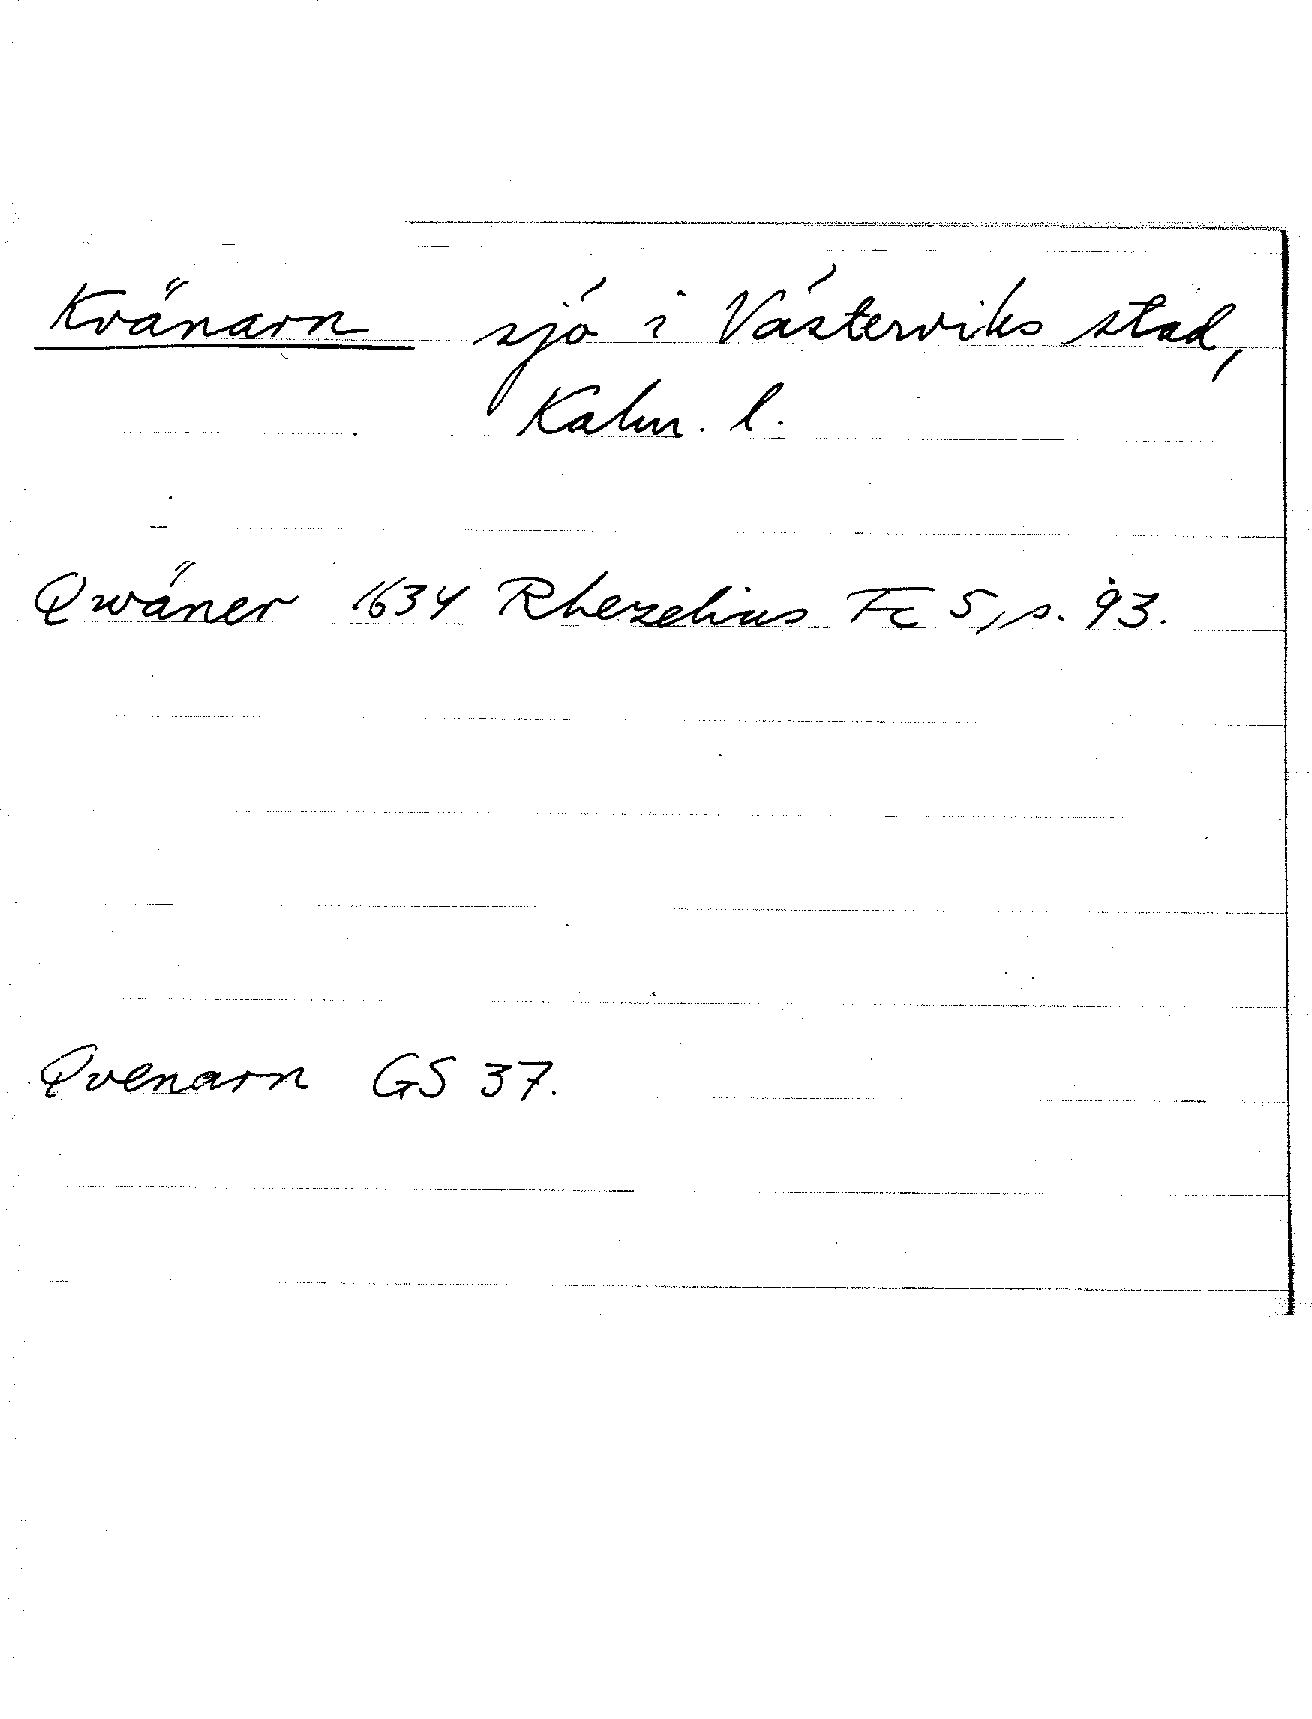 Kvänarn sjö i Västerviks stad,
Kalm. l.
Qwäner 1634 Rhezelius Fc 5, s. 93.
Qvenarn GS 37.